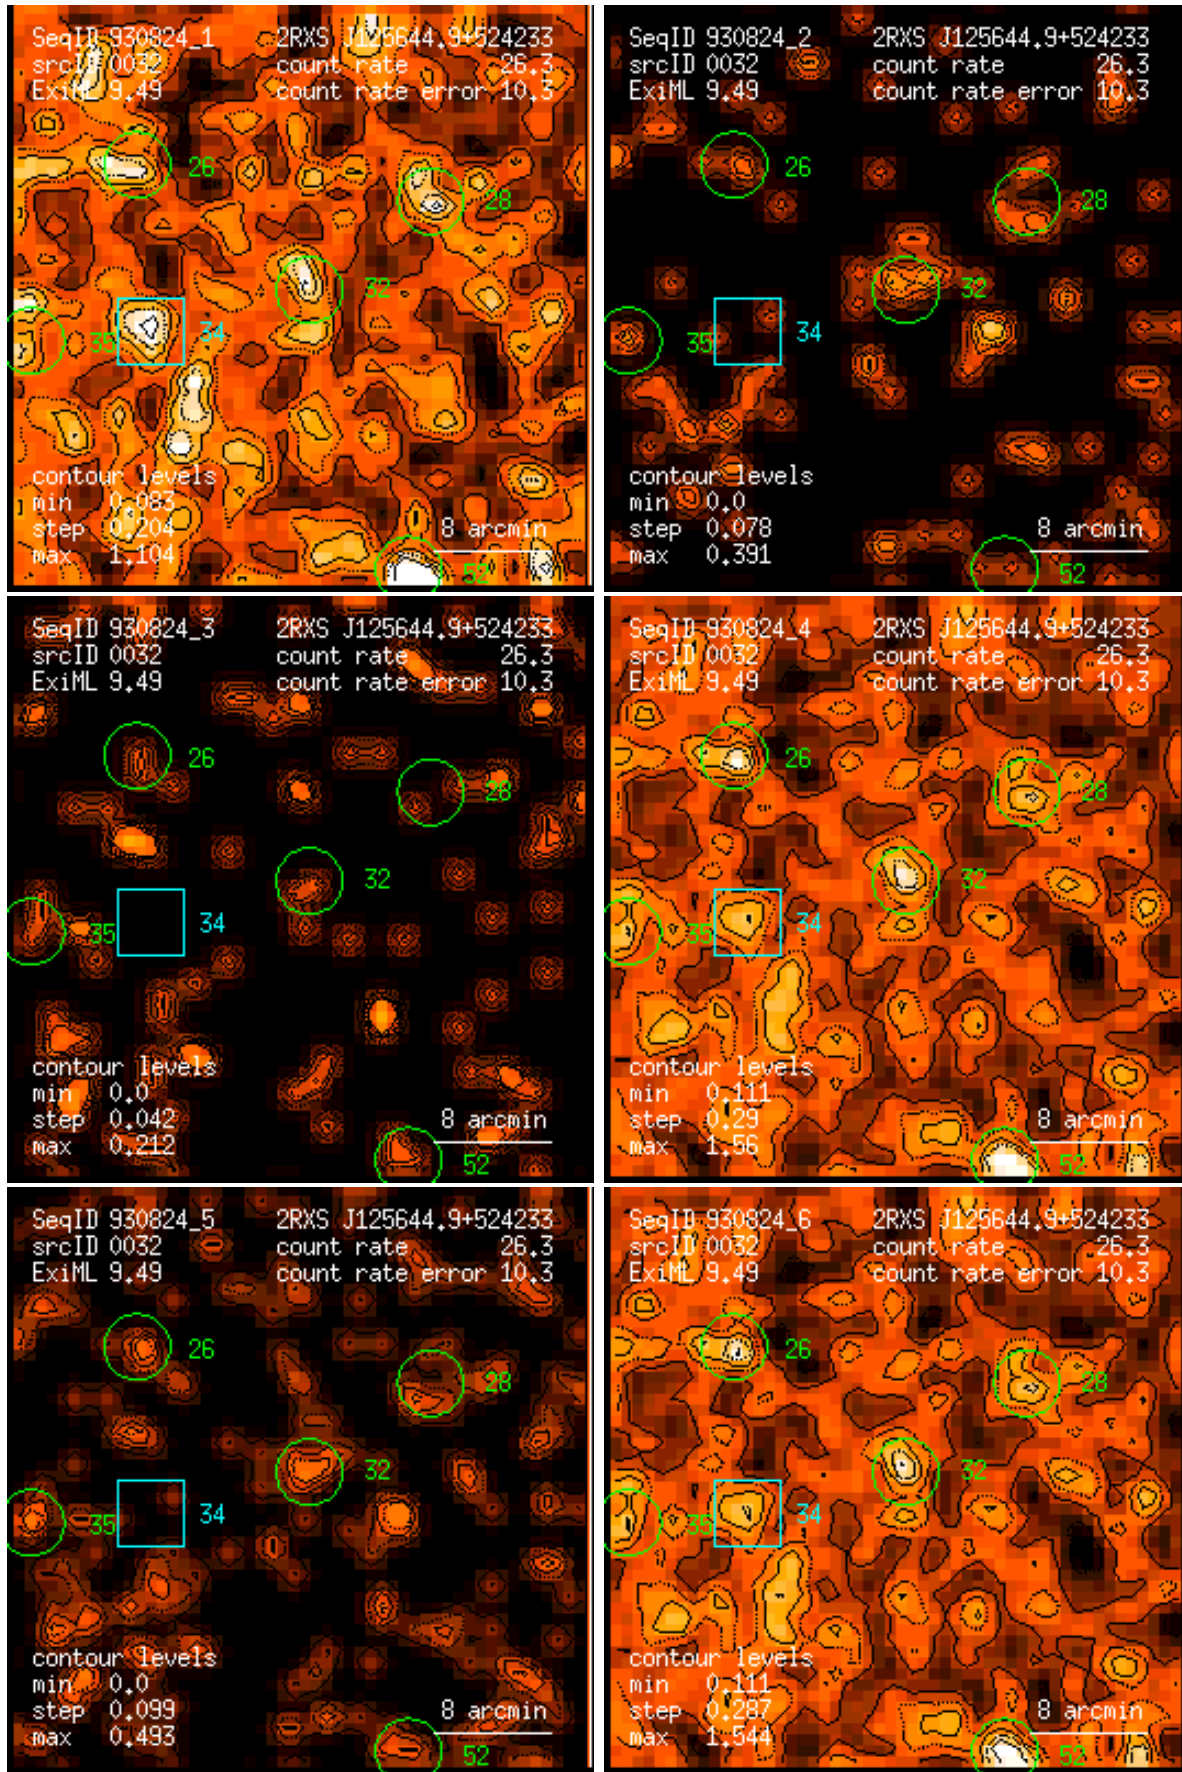 SeqID 930824_1 2RXS J125644.9+524233
srcID 0032 count rate 26.3
ExiML 9.49 count rate error 10.3
26
28
32
35 34
contour levels
min 0.083
step 0.204 8 arcmin
max 1.104
52
SeqID 930824_2 2RXS J125644.9+524233
srcID 0032 count rate 26.3
ExiML 9.49 count rate error 10.3
26
28
32
35 34
contour levels
min 0.0
step 0.078 8 arcmin
max 0.391
52
SeqID 930824_3 2RXS J125644.9+524233
srcID 0032 count rate 26.3
ExiML 9.49 count rate error 10.3
26
28
32
35 34
contour levels
min 0.0
step 0.042 8 arcmin
max 0.212
52
SeqID 930824_4 2RXS J125644.9+524233
srcID 0032 count rate 26.3
ExiML 9.49 count rate error 10.3
26
28
32
35 34
contour levels
min 0.111
step 0.29 8 arcmin
max 1.56
52
SeqID 930824_5 2RXS J125644.9+524233
srcID 0032 count rate 26.3
ExiML 9.49 count rate error 10.3
26
28
32
35 34
contour levels
min 0.0
step 0.099 8 arcmin
max 0.493
52
SeqID 930824_6 2RXS J125644.9+524233
srcID 0032 count rate 26.3
ExiML 9.49 count rate error 10.3
26
28
32
35 34
contour levels
min 0.111
step 0.287 8 arcmin
max 1.544
52